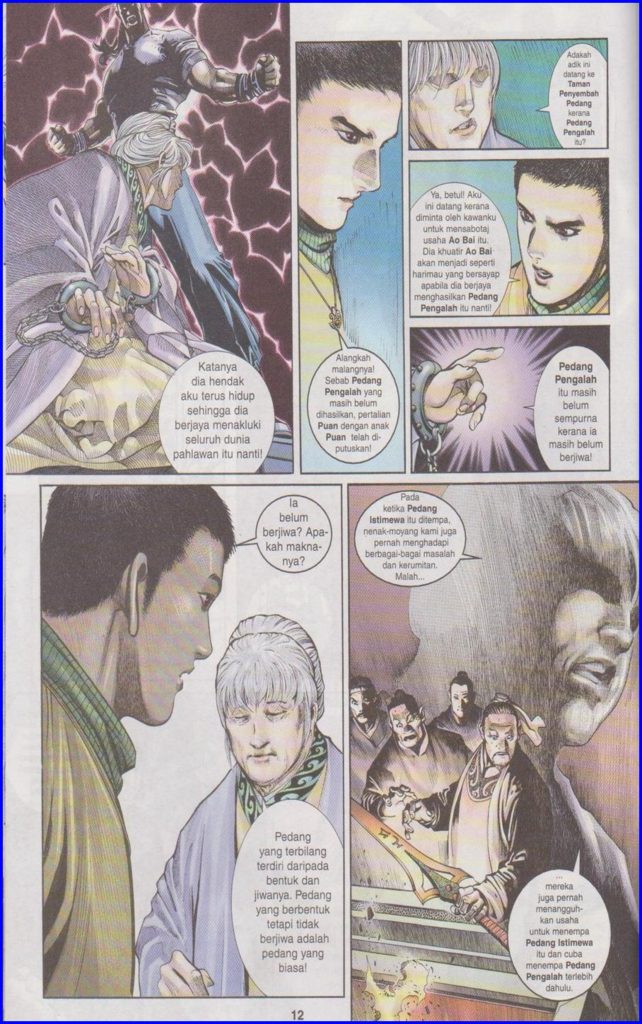 Katanya
dia hendak
aku terus hidup
sehingga dia
berjaya menakluki
seluruh dunia
pahlawan itu nanti!
Alangkah
malangnya!
Sebab Pedang
Pengalah yang
masih belum
dihasilkan, pertalian
Puan dengan anak
Puan telah di-
putuskan!
Adakah
adik ini
datang ke
Taman
Penyembah
Pedang
kerana
Pedang
Pengalah
itu?
Ya, betul! Aku
ini datang kerana
diminta oleh kawanku
untuk mensabotaj
usaha Ao Bai itu.
Dia khuatir Ao Bai
akan menjadi seperti
harimau yang bersayap
apabila dia berjaya
menghasilkan Pedang
Pengalah itu nanti!
Pedang
Pengalah
itu masih
belum
sempurna
kerana ia
masih belum
berjiwa!
Ia
belum
berjiwa? Apa-
kah makna-
nya?
Pedang
yang terbilang
terdiri daripada
bentuk dan
jiwanya. Pedang
yang berbentuk
tetapi tidak
berjiwa adalah
pedang yang
biasa!
Pada
ketika Pedang
Istimewa itu ditempa,
nenek-moyang kami juga
pernah menghadapi
berbagai-bagai masalah
dan kerumitan.
Malah...
...
mereka
juga pernah
menangguh-
kan usaha
untuk menempa
Pedang Istimewa
itu dan cuba
menempa Pedang
Pengalah terlebih
dahulu.
12